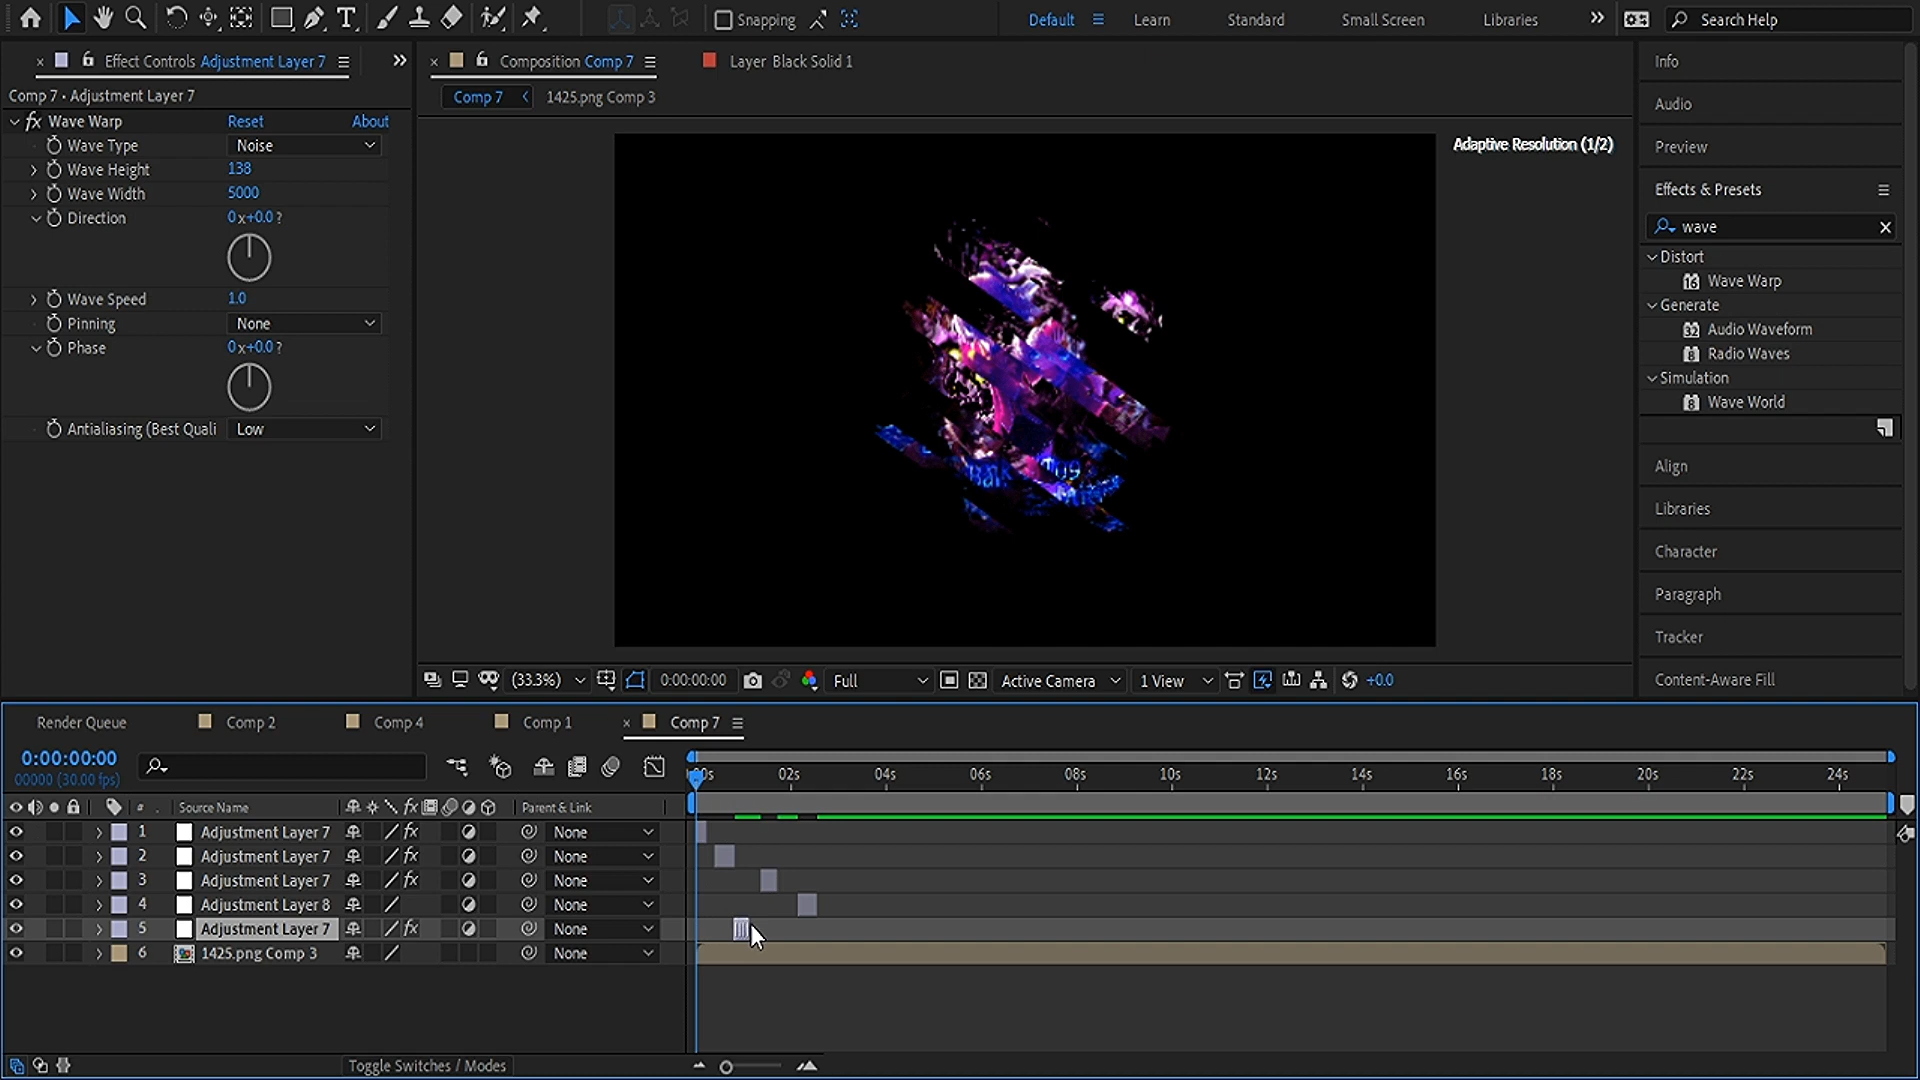 Snapping
Default
Learn
Standard
Small Screen
Libraries
Search Help
Effect Controls Adjustment Layer 7
Composition Comp 7
Layer Black Solid 1
Info
Comp 7 • Adjustment Layer 7
Comp 7
1425.png Comp 3
Audio
fx Wave Warp Reset About
Wave Type Noise
Adaptive Resolution (1/2)
Preview
Wave Height 138
Wave Width 5000
Effects & Presets
Direction 0x+0.0?
wave
Distort
Wave Warp
Wave Speed 1.0
Generate
Pinning None
Audio Waveform
Phase 0x+0.0?
Radio Waves
Simulation
Wave World
Antialiasing (Best Quali Low
Align
Libraries
Character
Paragraph
Tracker
(33.3%)
0:00:00:00
Full
Active Camera
1 View
+0.0
Content-Aware Fill
Render Queue
Comp 2
Comp 4
Comp 1
Comp 7
0:00:00:00
00000 (30.00 fps)
02s 04s 06s 08s 10s 12s 14s 16s 18s 20s 22s 24s
# Source Name fx Parent & Link
1 Adjustment Layer 7 fx None
2 Adjustment Layer 7 fx None
3 Adjustment Layer 7 fx None
4 Adjustment Layer 8 None
5 Adjustment Layer 7 fx None
6 1425.png Comp 3 None
Toggle Switches / Modes